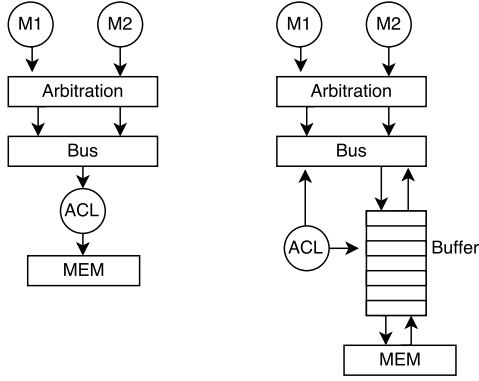 M1 M2
Arbitration
Bus
ACL
MEM
M1 M2
Arbitration
Bus
ACL
Buffer
MEM